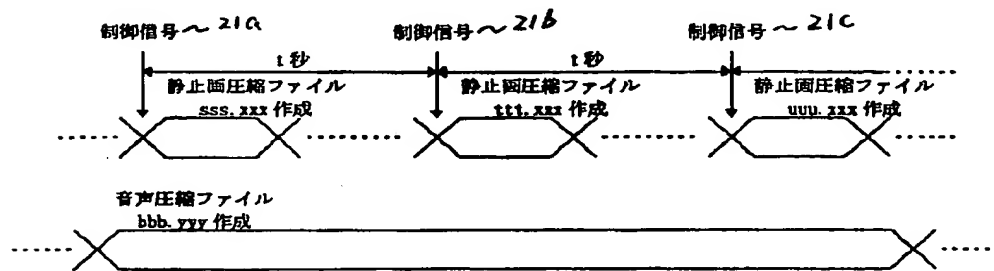 制御信号～21a 制御信号～21b 制御信号～21c
t秒 t秒
静止画圧縮ファイル 静止画圧縮ファイル 静止画圧縮ファイル
sss.xxx 作成 ttt.xxx 作成 uuu.xxx 作成
音声圧縮ファイル
bbb.yyy 作成